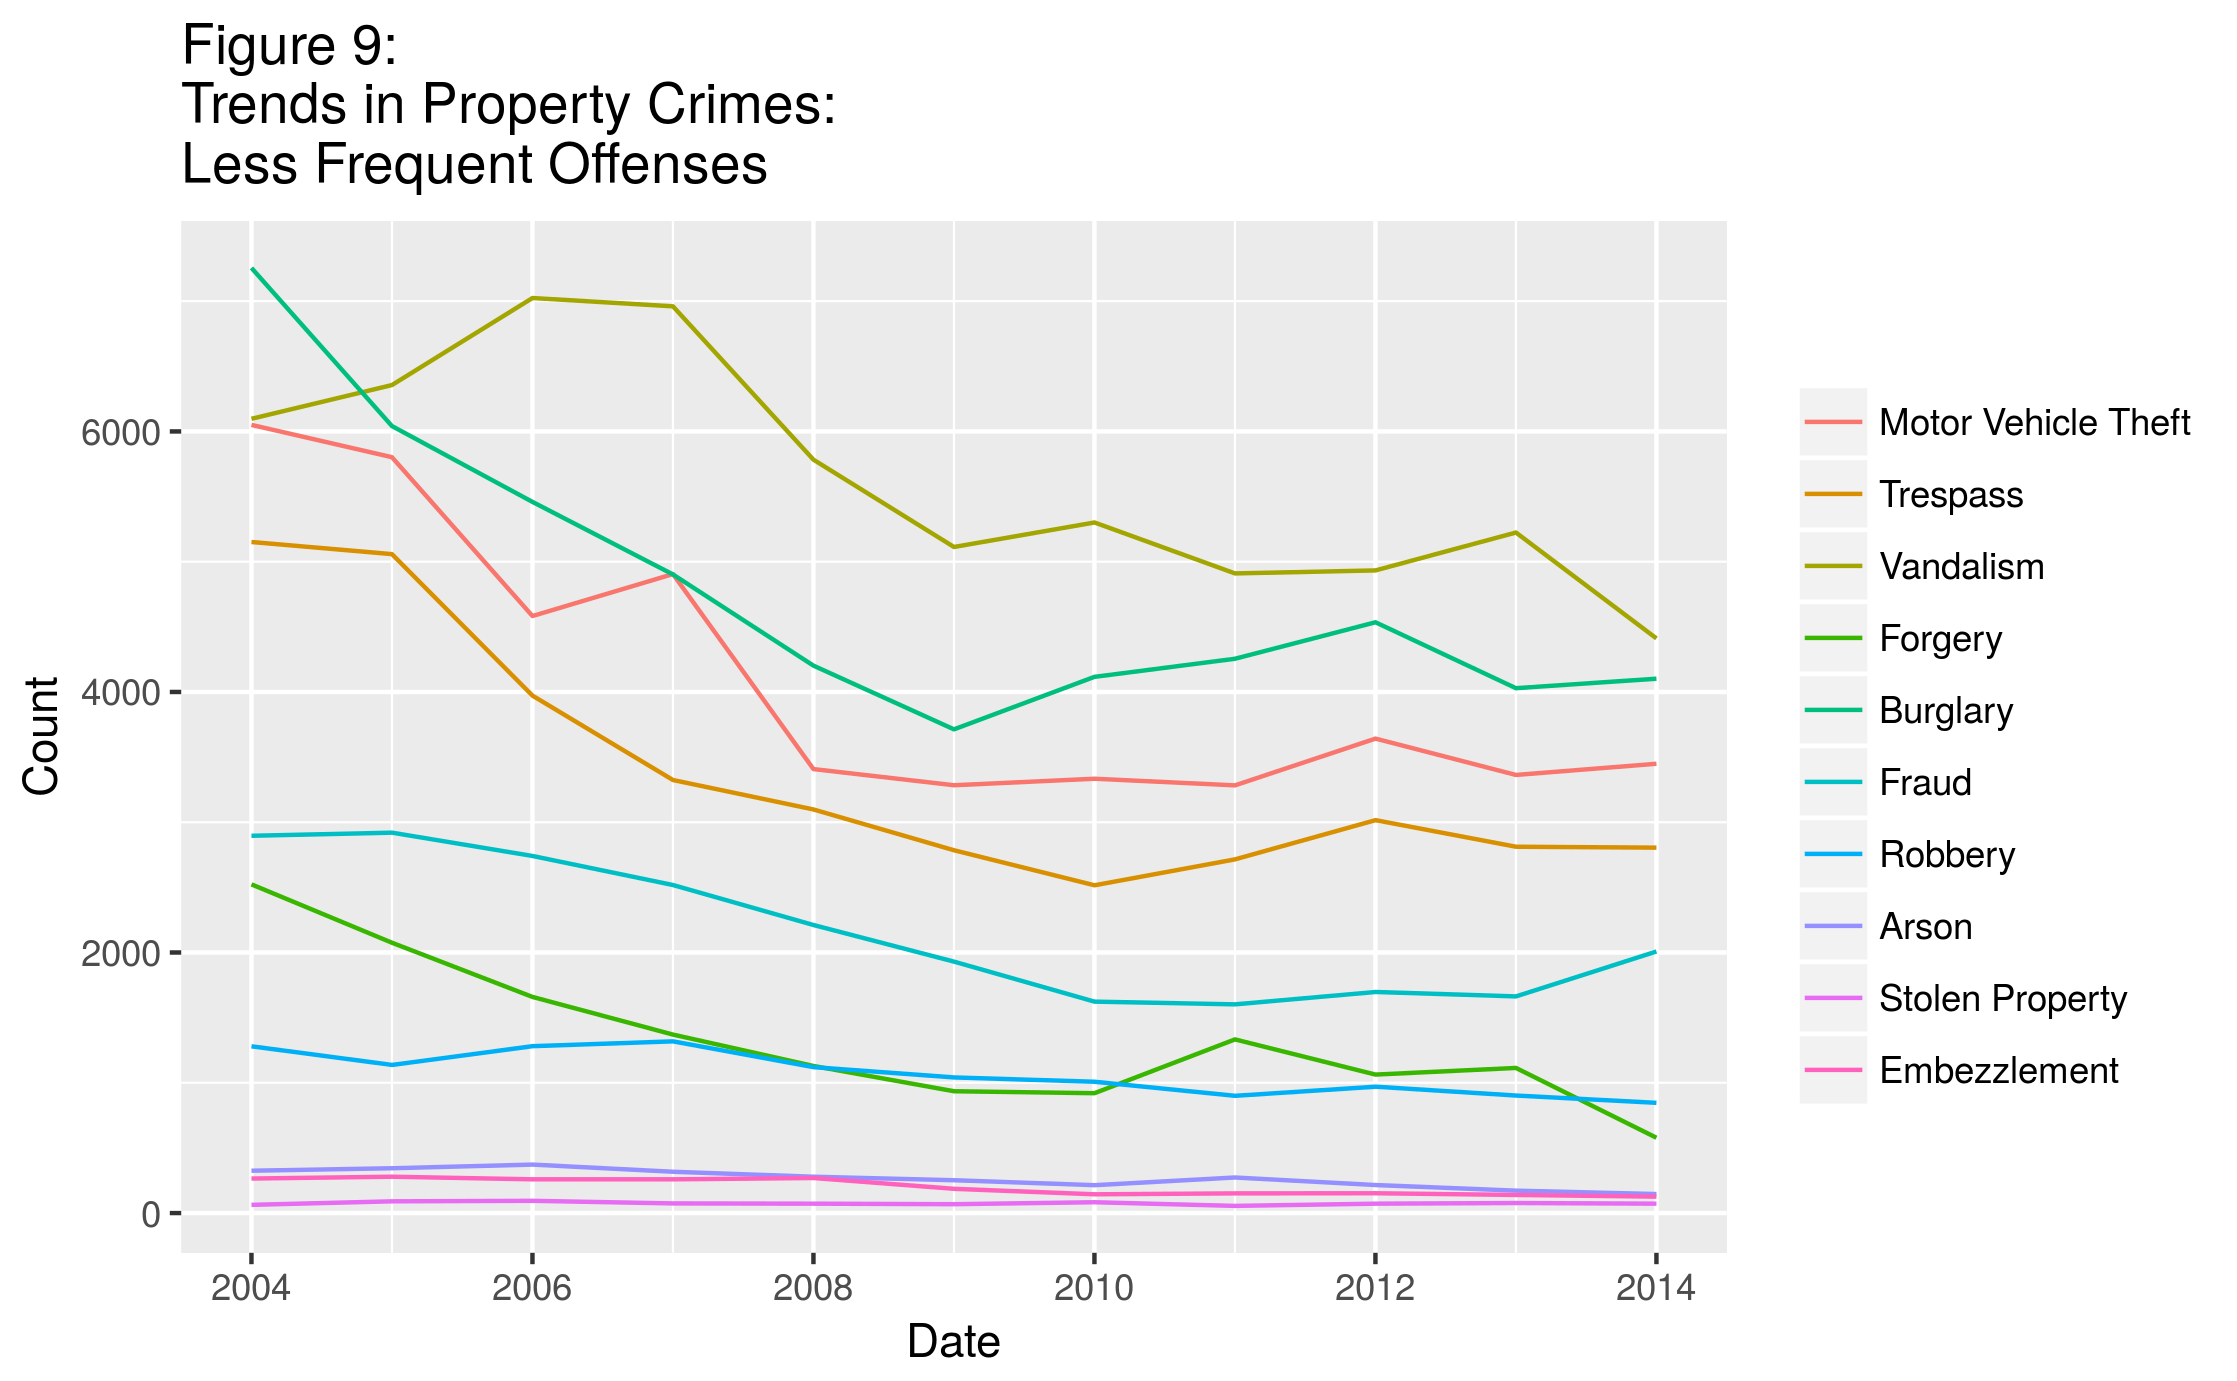 Figure 9:
Trends in Property Crimes:
Less Frequent Offenses
Count
6000
4000
2000
0
2004 2006 2008 2010 2012 2014
Date
Motor Vehicle Theft
Trespass
Vandalism
Forgery
Burglary
Fraud
Robbery
Arson
Stolen Property
Embezzlement